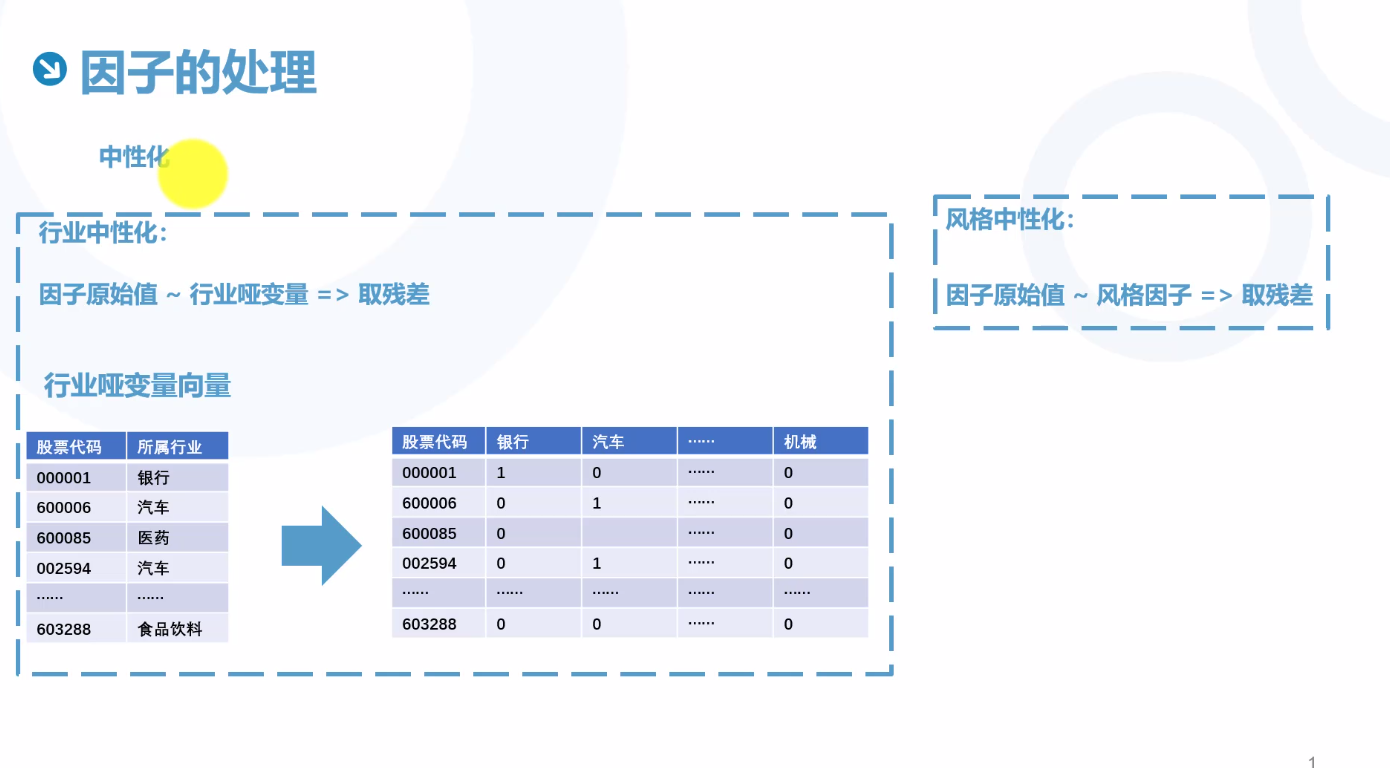 因子的处理
中性化
行业中性化：
因子原始值 ~ 行业哑变量 => 取残差
行业哑变量向量
股票代码 所属行业
000001 银行
600006 汽车
600085 医药
002594 汽车
…… ……
603288 食品饮料
股票代码 银行 汽车 …… 机械
000001 1 0 …… 0
600006 0 1 …… 0
600085 0 …… 0
002594 0 1 …… 0
…… …… …… …… ……
603288 0 0 …… 0
风格中性化：
因子原始值 ~ 风格因子 => 取残差
1